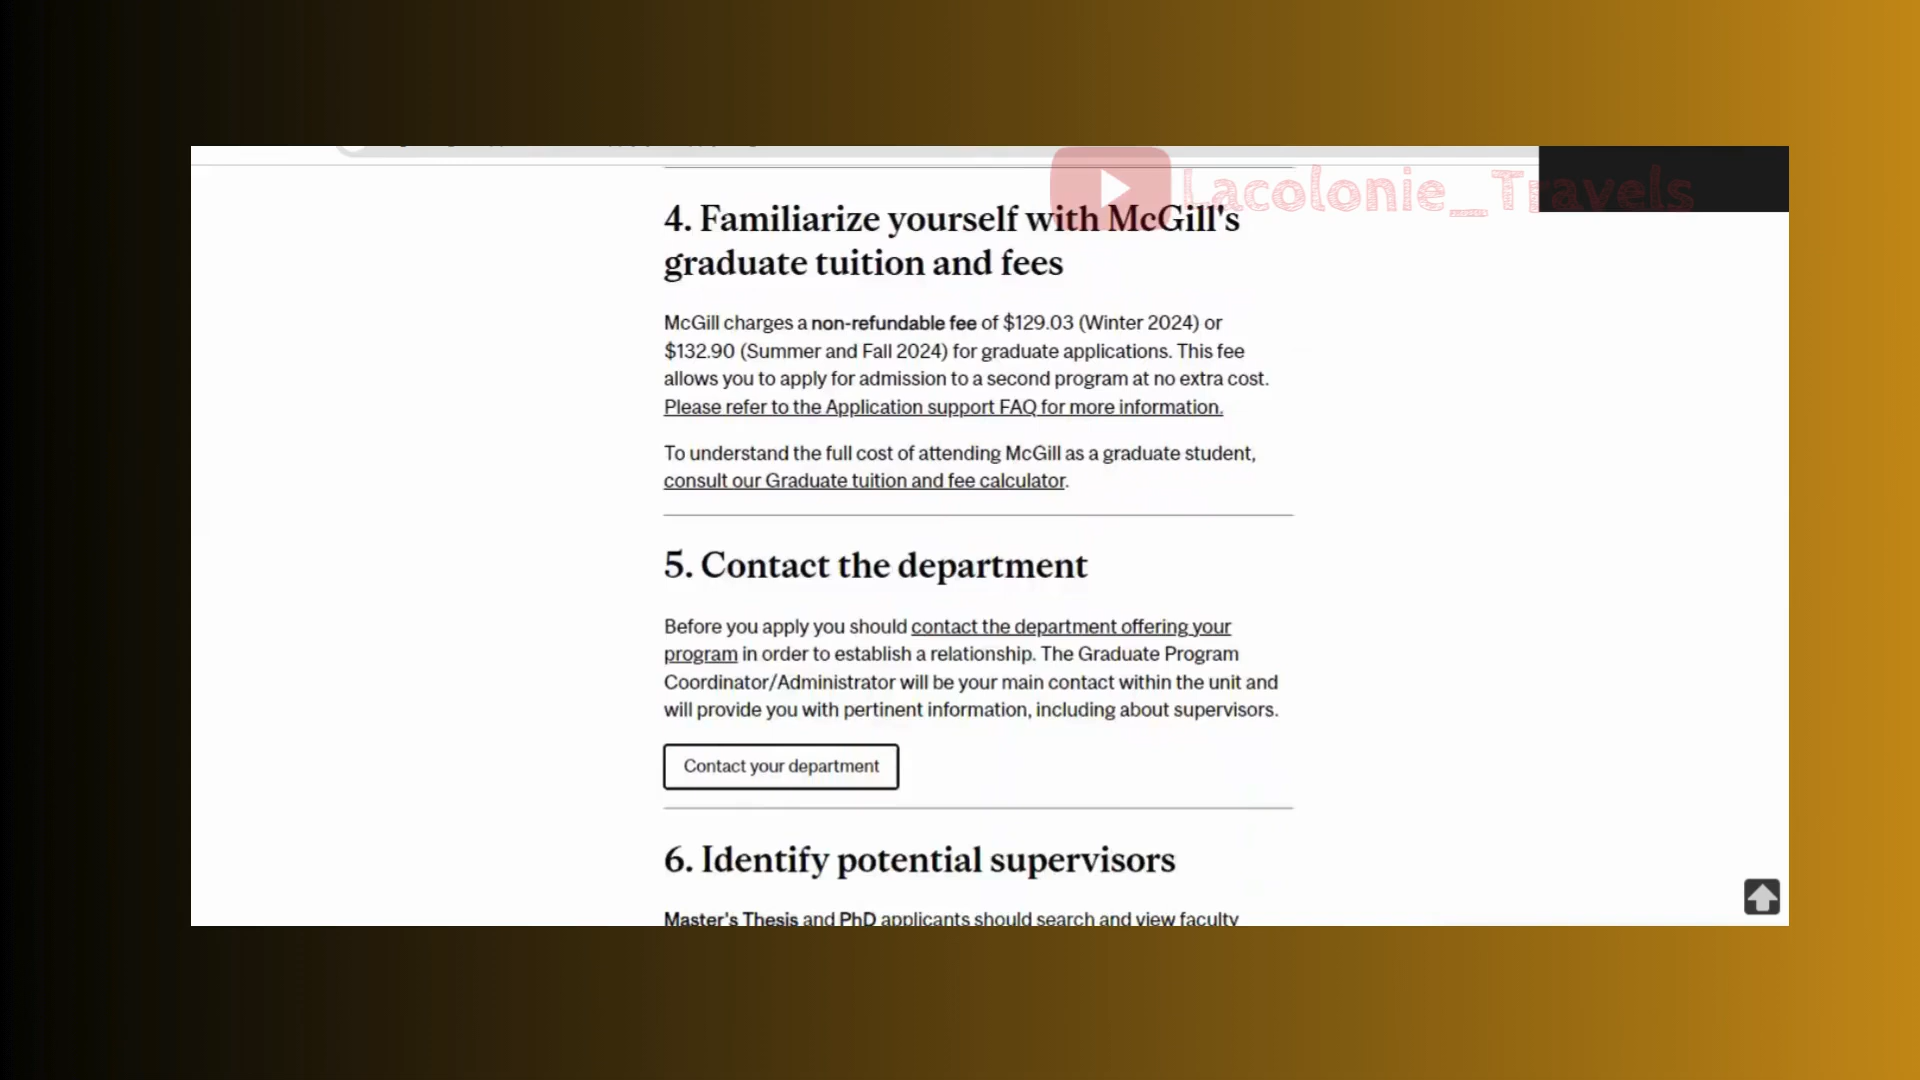 Lacolonie_Travels
4. Familiarize yourself with McGill's
graduate tuition and fees
McGill charges a non-refundable fee of $129.03 (Winter 2024) or
$132.90 (Summer and Fall 2024) for graduate applications. This fee
allows you to apply for admission to a second program at no extra cost.
Please refer to the Application support FAQ for more information.
To understand the full cost of attending McGill as a graduate student,
consult our Graduate tuition and fee calculator.
5. Contact the department
Before you apply you should contact the department offering your
program in order to establish a relationship. The Graduate Program
Coordinator/Administrator will be your main contact within the unit and
will provide you with pertinent information, including about supervisors.
Contact your department
6. Identify potential supervisors
Master's Thesis and PhD applicants should search and view faculty